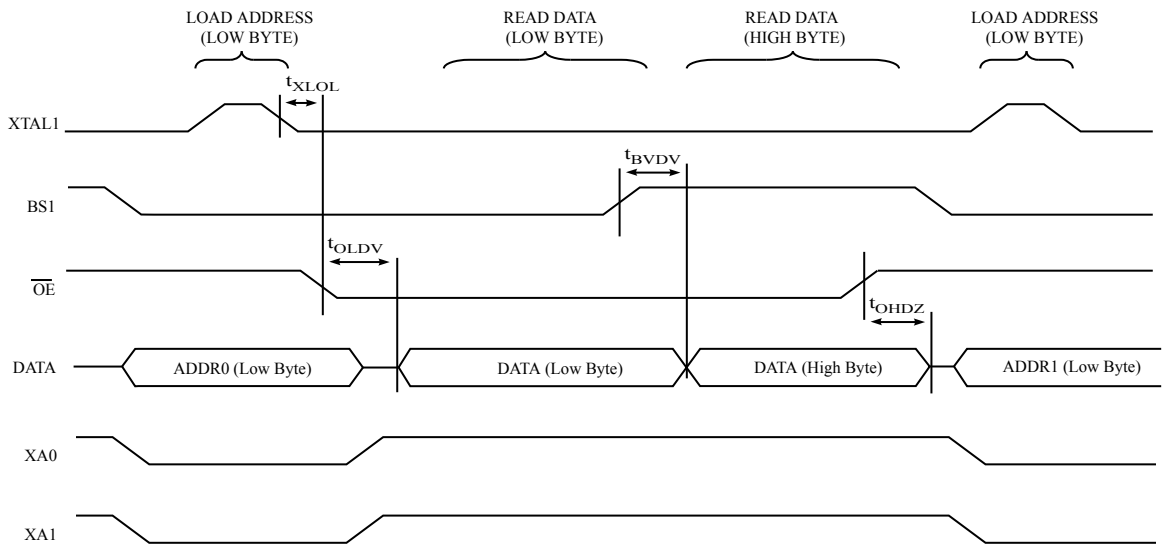 LOAD ADDRESS
(LOW BYTE)
READ DATA
(LOW BYTE)
READ DATA
(HIGH BYTE)
LOAD ADDRESS
(LOW BYTE)
tXLOL
XTAL1
tBVDV
BS1
tOLDV
OE
tOHDZ
DATA
ADDR0 (Low Byte)
DATA (Low Byte)
DATA (High Byte)
ADDR1 (Low Byte)
XA0
XA1